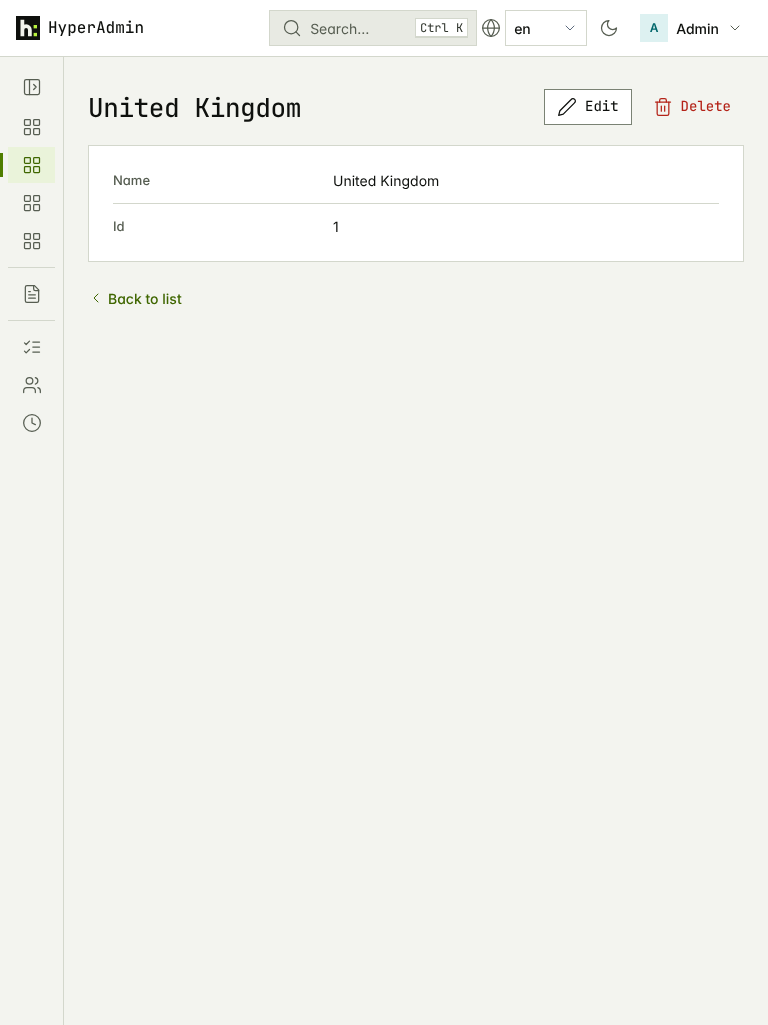 h: HyperAdmin
Search... Ctrl K
en
A Admin
United Kingdom
Edit
Delete
Name United Kingdom
Id 1
Back to list